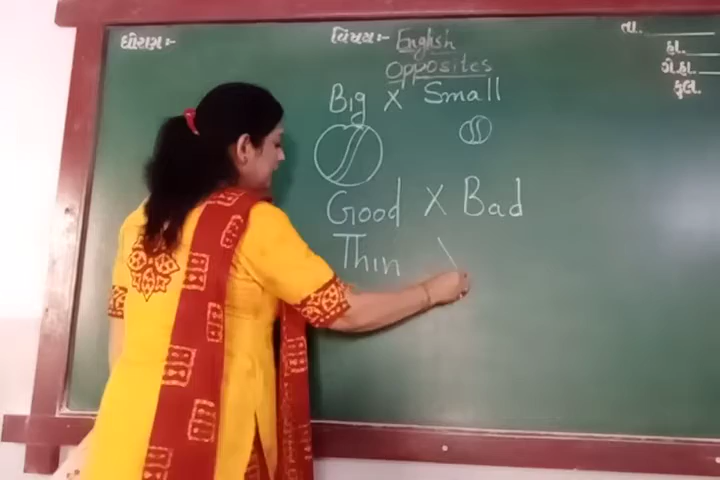 ધોરણ:-
વિષય:- English
તા.
Opposites
હા.
ગે.હા.
કુલ.
Big X Small
Good X Bad
Thin \